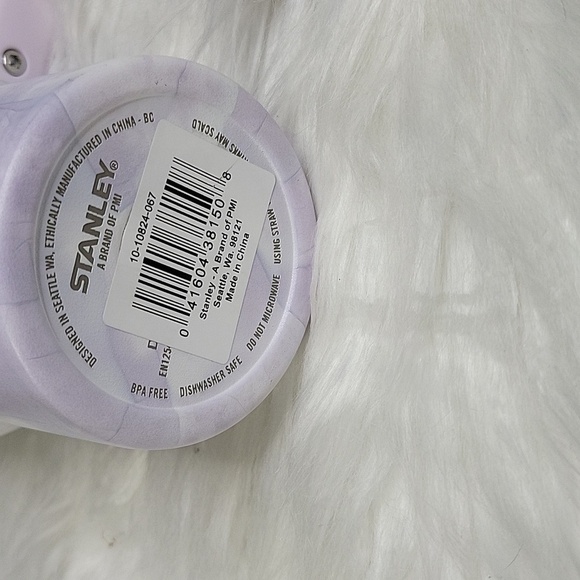 DESIGNED IN SEATTLE WA, ETHICALLY MANUFACTURED IN CHINA - BC
STANLEY®
A BRAND OF PMI
10-10824-067
0 41604 38150 8
Stanley - A Brand of PMI
Seattle, Wa. 98121
Made in China
MAY SCALD
USING STRAW
DO NOT MICROWAVE
DISHWASHER SAFE
BPA FREE